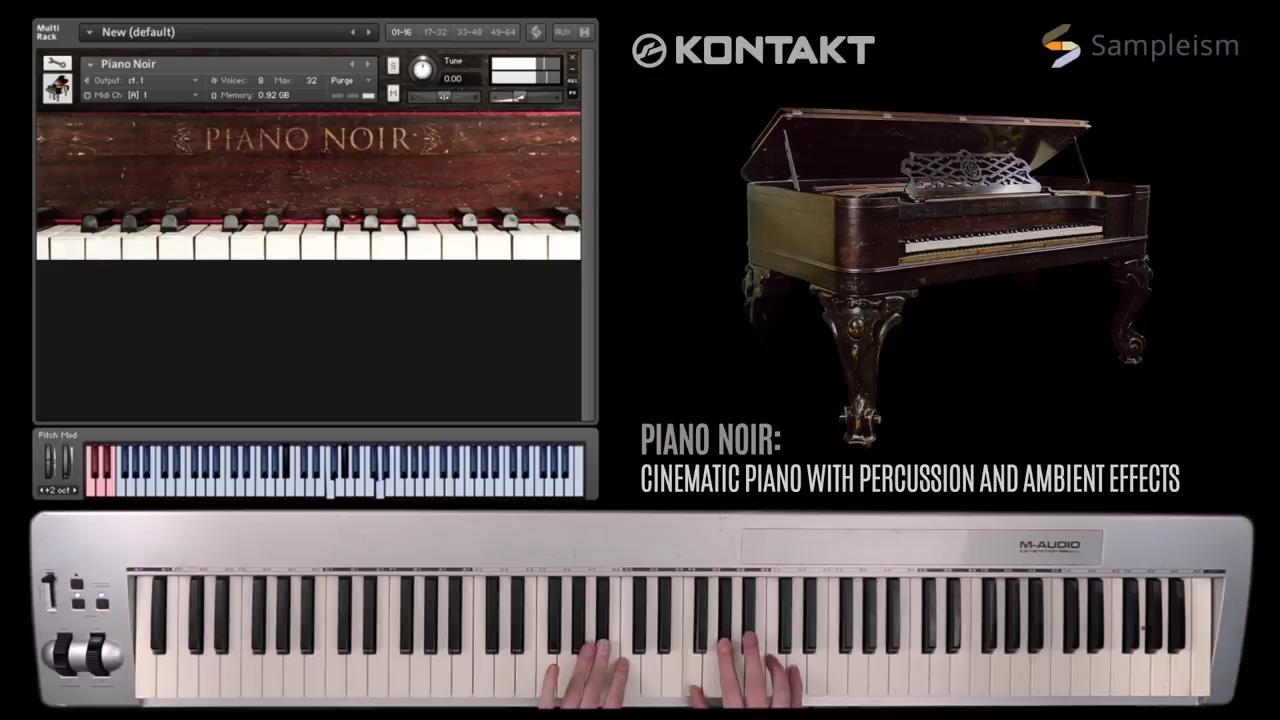 Multi
Rack
New (default)
01-16 17-32 33-48 49-64
AUX
Piano Noir
Output: st. 1
Voices: 8 Max: 32 Purge
Midi Ch: [A] 1
Memory: 0.92 GB
S
M
Tune
0.00
AUX
PV
PIANO NOIR
Pitch Mod
+2 oct
KONTAKT
Sampleism
PIANO NOIR:
CINEMATIC PIANO WITH PERCUSSION AND AMBIENT EFFECTS
M-AUDIO